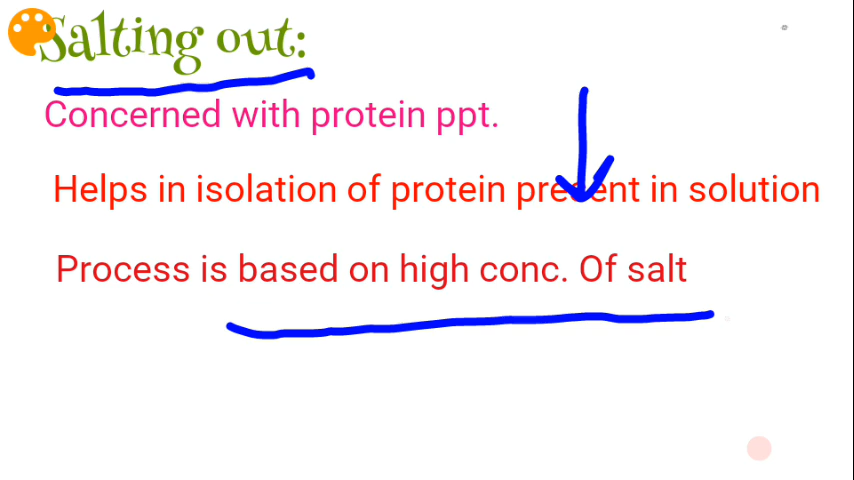 Salting out:
Concerned with protein ppt.
Helps in isolation of protein present in solution
Process is based on high conc. Of salt